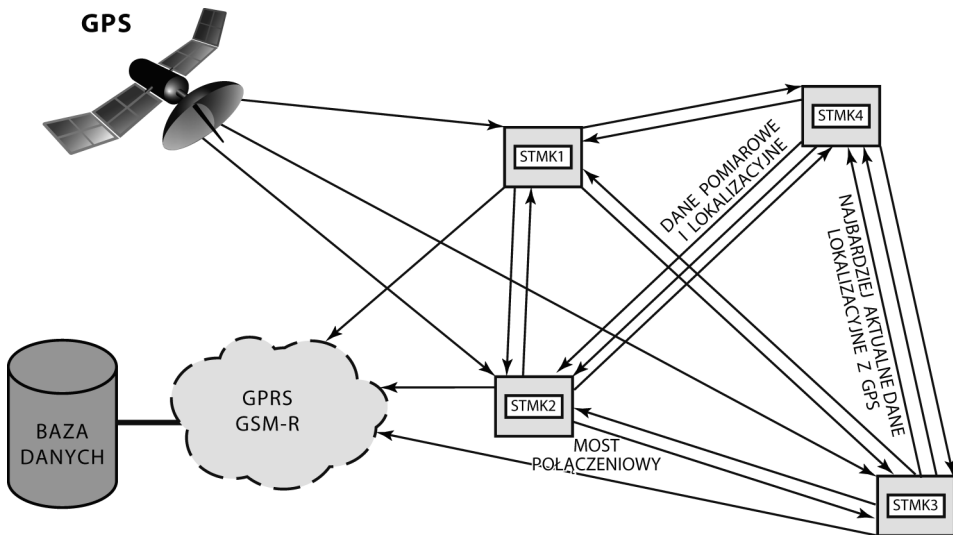 GPS
STMK1
STMK4
DANE POMIAROWE
I LOKALIZACYJNE
NAJBARDZIEJ AKTUALNE DANE
LOKALIZACYJNE Z GPS
BAZA
DANYCH
GPRS
GSM-R
STMK2
MOST
POŁĄCZENIOWY
STMK3